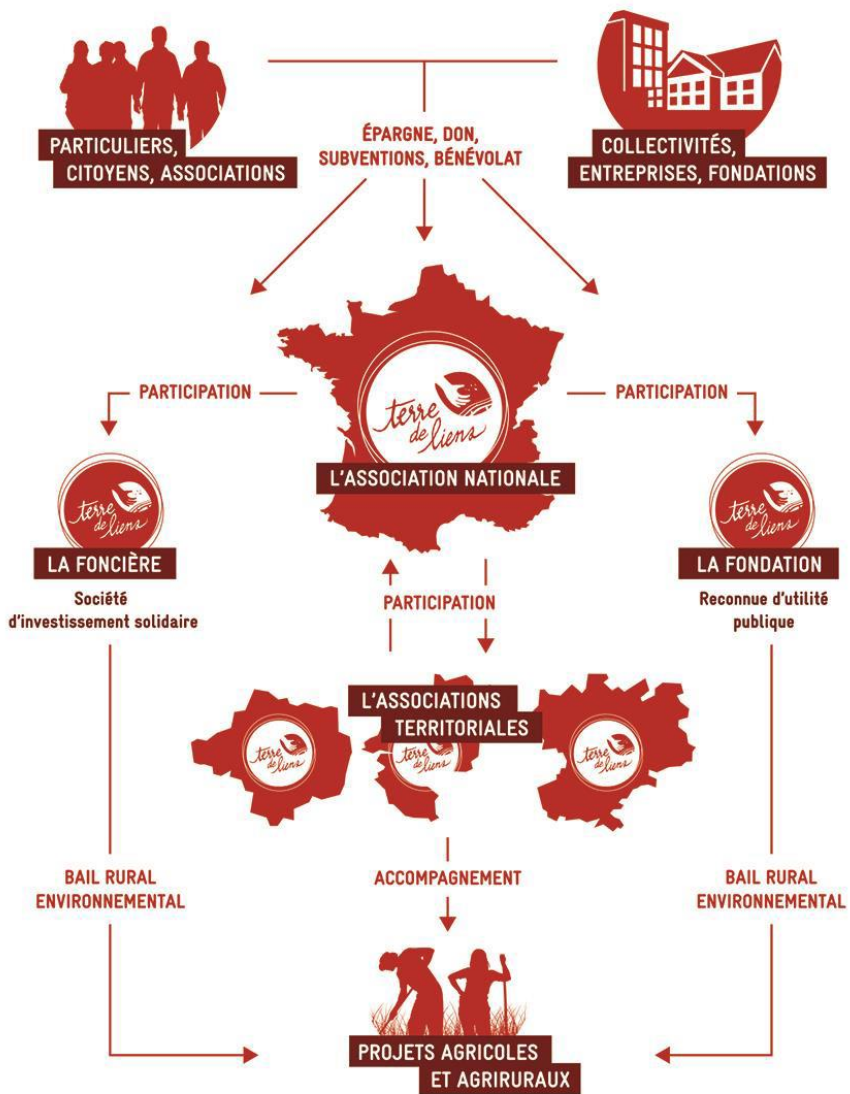 PARTICULIERS,
CITOYENS, ASSOCIATIONS
ÉPARGNE, DON,
SUBVENTIONS, BÉNÉVOLAT
COLLECTIVITÉS,
ENTREPRISES, FONDATIONS
PARTICIPATION
terre
de liens
L'ASSOCIATION NATIONALE
PARTICIPATION
terre
de liens
LA FONCIÈRE
Société
d'investissement solidaire
terre
de liens
LA FONDATION
Reconnue d'utilité
publique
PARTICIPATION
L'ASSOCIATIONS
TERRITORIALES
terre
de liens
terre
de liens
terre
de liens
BAIL RURAL
ENVIRONNEMENTAL
ACCOMPAGNEMENT
BAIL RURAL
ENVIRONNEMENTAL
PROJETS AGRICOLES
ET AGRIRURAUX